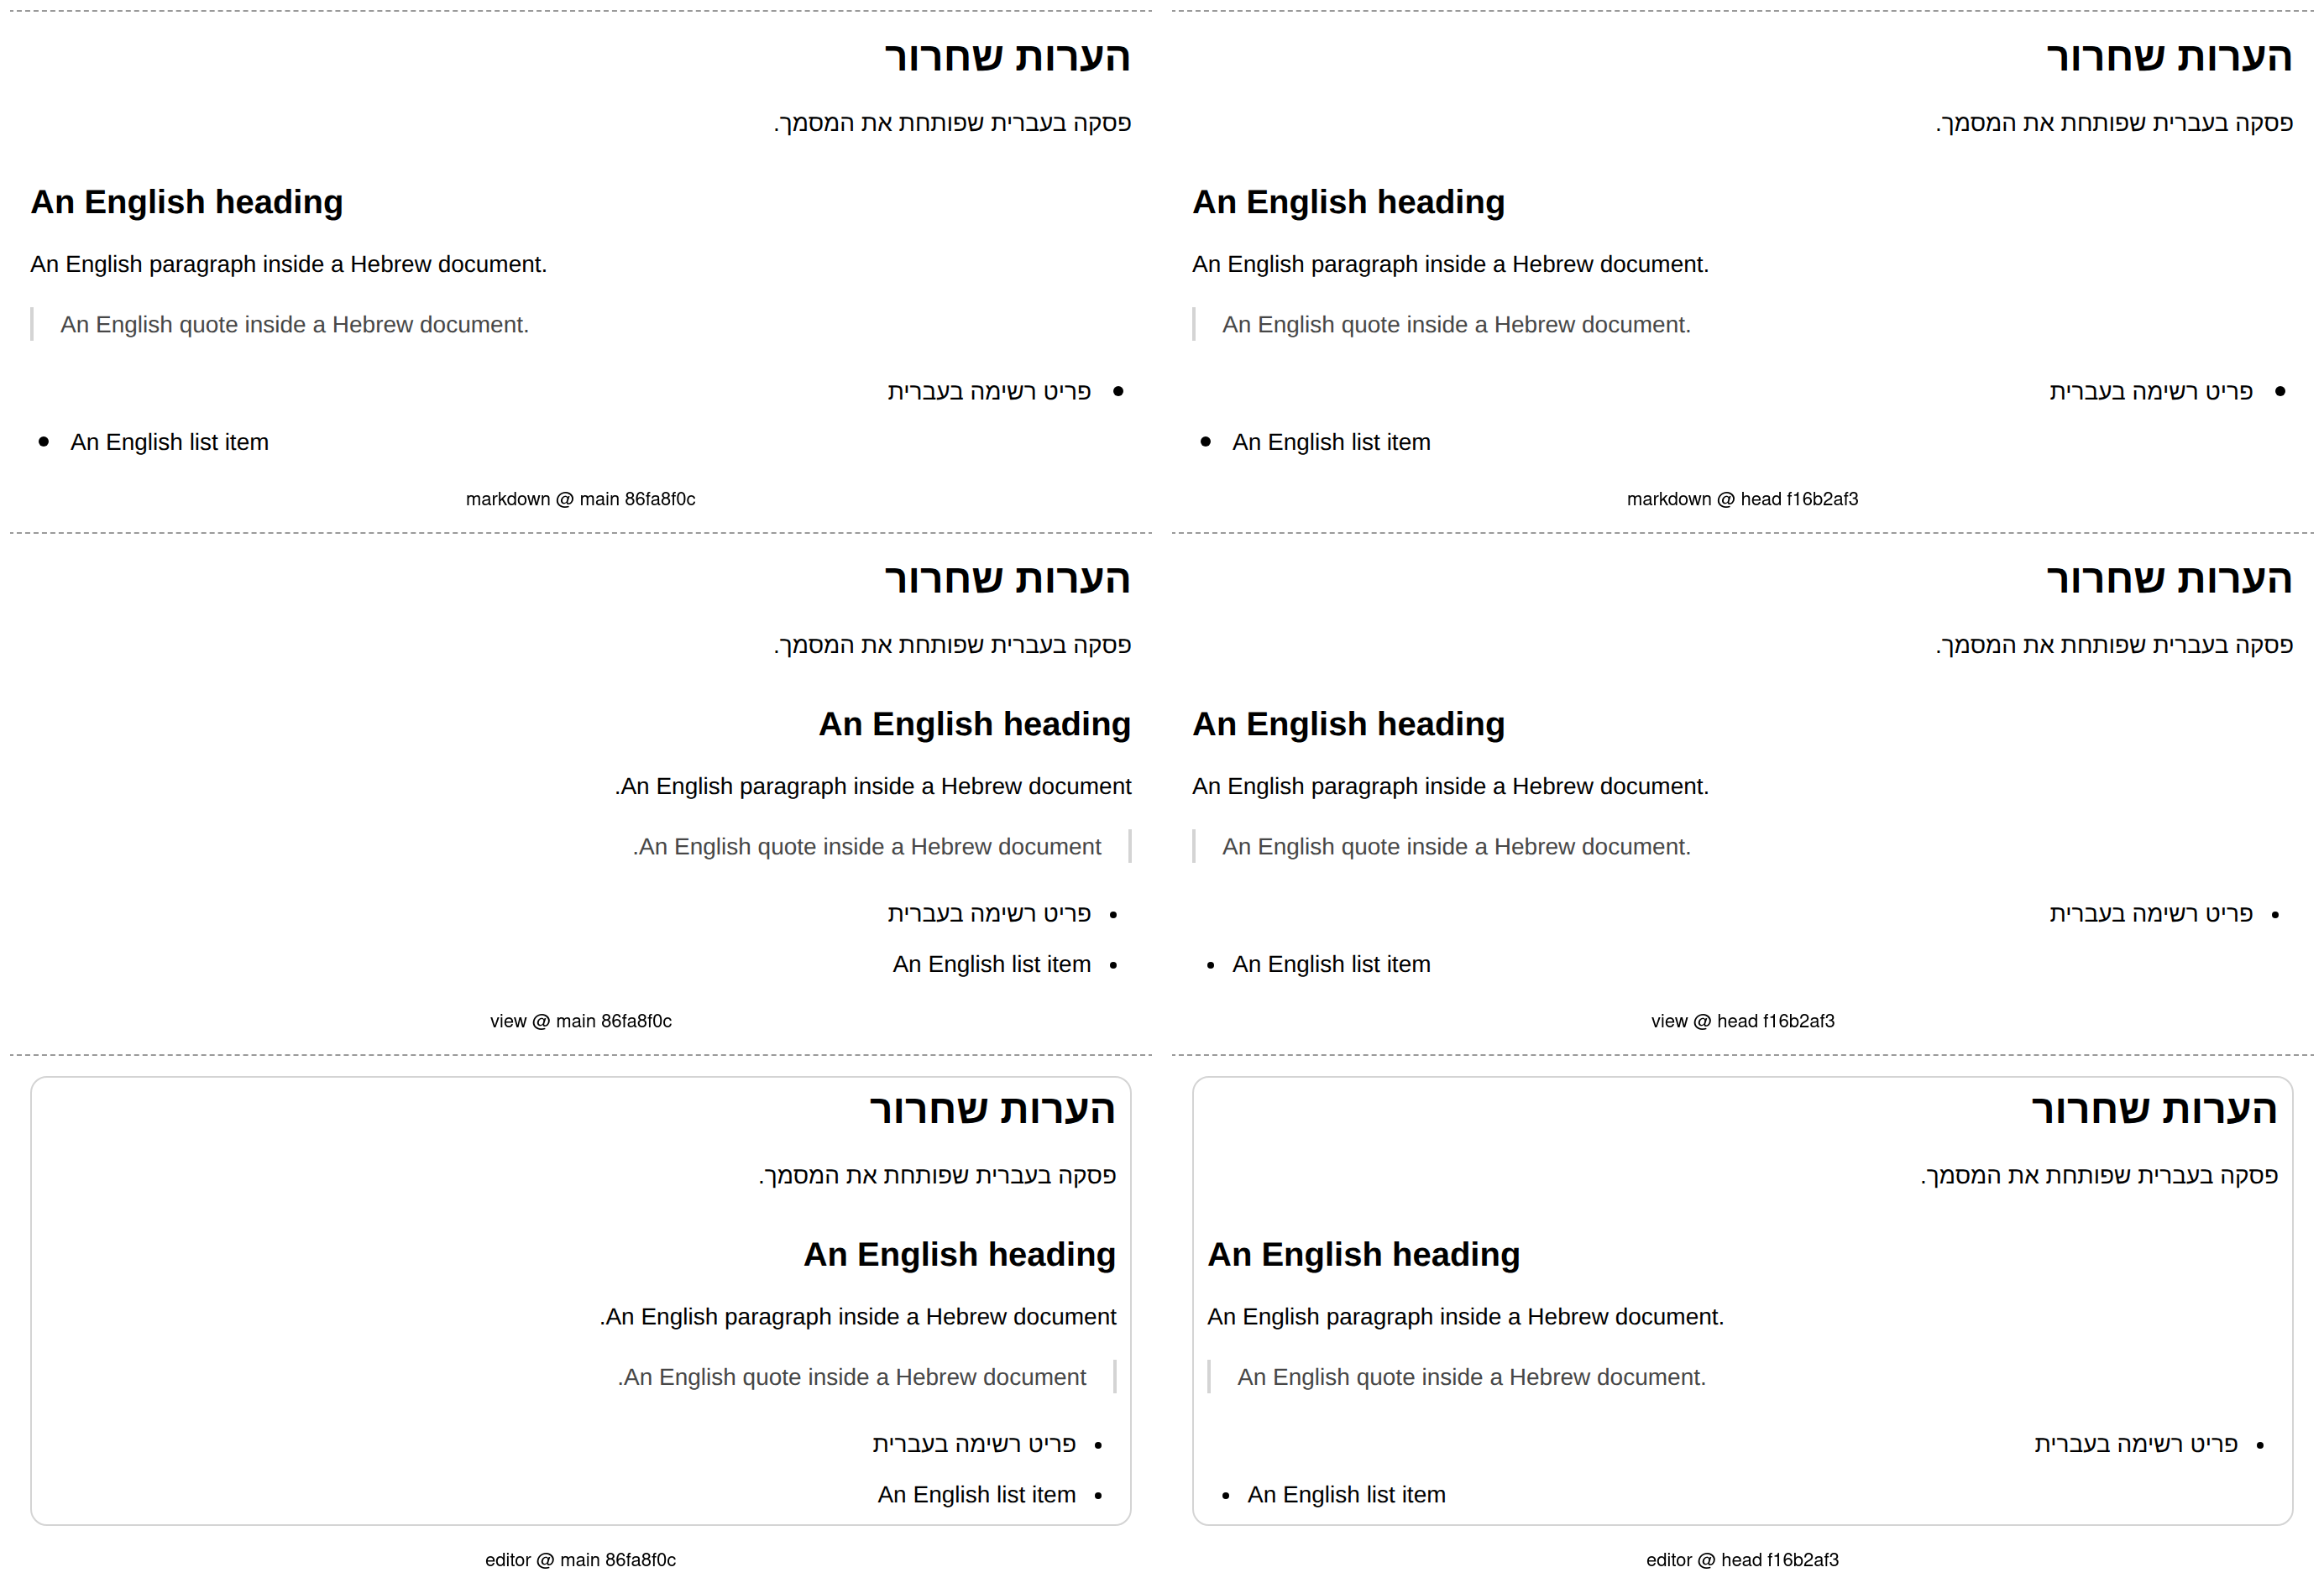 הערות שחרור
פסקה בעברית שפותחת את המסמך.
An English heading
An English paragraph inside a Hebrew document.
An English quote inside a Hebrew document.
פריט רשימה בעברית
An English list item
markdown @ main 86fa8f0c
הערות שחרור
פסקה בעברית שפותחת את המסמך.
An English heading
An English paragraph inside a Hebrew document.
An English quote inside a Hebrew document.
פריט רשימה בעברית
An English list item
markdown @ head f16b2af3
הערות שחרור
פסקה בעברית שפותחת את המסמך.
An English heading
.An English paragraph inside a Hebrew document
.An English quote inside a Hebrew document
פריט רשימה בעברית
An English list item
view @ main 86fa8f0c
הערות שחרור
פסקה בעברית שפותחת את המסמך.
An English heading
An English paragraph inside a Hebrew document.
An English quote inside a Hebrew document.
פריט רשימה בעברית
An English list item
view @ head f16b2af3
הערות שחרור
פסקה בעברית שפותחת את המסמך.
An English heading
.An English paragraph inside a Hebrew document
.An English quote inside a Hebrew document
פריט רשימה בעברית
An English list item
editor @ main 86fa8f0c
הערות שחרור
פסקה בעברית שפותחת את המסמך.
An English heading
An English paragraph inside a Hebrew document.
An English quote inside a Hebrew document.
פריט רשימה בעברית
An English list item
editor @ head f16b2af3